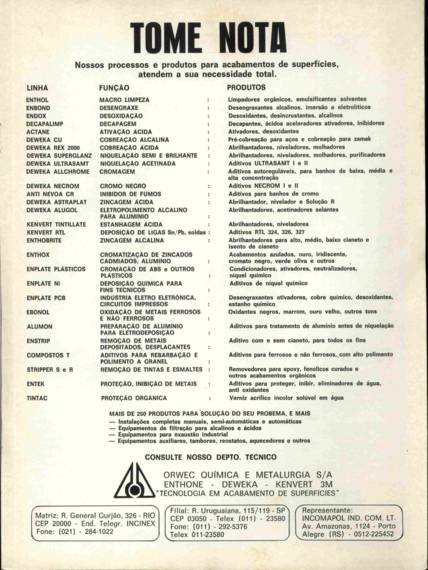 TOME NOTA
Nossos processos e produtos para acabamentos de superfícies,
atendem a sua necessidade total.
LINHA FUNÇÃO PRODUTOS
ENTHOL MACRO LIMPEZA : Limpadores orgânicos, emulsificantes solventes
ENBOND DESENGRAXE : Desengraxantes alcalinos, imersão e eletrolíticos
ENDOX DESOXIDAÇÃO : Desoxidantes, desincrustantes, alcalinos
DECAPALIMP DECAPAGEM : Decapantes, ácidos aceleradores ativadores, inibidores
ACTANE ATIVAÇÃO ÁCIDA : Ativadores, desoxidantes
DEWEKA CU COBREAÇÃO ALCALINA : Pré-cobreação para aços e cobreação para zamak
DEWEKA REX 2000 COBREAÇÃO ÁCIDA : Abrilhantadores, niveladores, molhadores
DEWEKA SUPERGLANZ NIQUELAÇÃO SEMI E BRILHANTE : Abrilhantadores, niveladores, molhadores, purificadores
DEWEKA ULTRASAMT NIQUELAÇÃO ACETINADA : Aditivos ULTRASAMT I e II
DEWEKA ALLCHROME CROMAGEM : Aditivos autoreguláveis, para banhos de baixa, média e
alta concentração
DEWEKA NECROM CROMO NEGRO : Aditivos NECROM I e II
ANTI NEVOA CR INIBIDOR DE FUMOS : Aditivos para banhos de cromo
DEWEKA ASTRAPLAT ZINCAGEM ÁCIDA : Abrilhantador, nivelador e Solução R
DEWEKA ALUGOL ELETROPOLIMENTO ALCALINO : Abrilhantadores, acetinadores selantes
PARA ALUMINIO
KENVERT TINTILLATE ESTANHAGEM ÁCIDA : Abrilhantadores, niveladores
KENVERT RTL DEPOSIÇÃO DE LIGAS Sn/Pb, soldas : Aditivos RTL 324, 326, 327
ENTHOBRITE ZINCAGEM ALCALINA : Abrilhantadores para alto, médio, baixo cianeto e
isento de cianeto
ENTHOX CROMATIZAÇÃO DE ZINCADOS Acabamentos azulados, ouro, iridiacente,
CADMIADOS, ALUMÍNIO : cromato negro, verde oliva e outros
ENPLATE PLÁSTICOS CROMAÇÃO DE ABS e OUTROS Condicionadores, ativadores, neutralizadores,
PLÁSTICOS : niquel químico
ENPLATE NI DEPOSIÇÃO QUÍMICA PARA Aditivos de niquel químico
FINS TÉCNICOS :
ENPLATE PCB INDÚSTRIA ELETRO ELETRÔNICA, Desengraxantes ativadores, cobre químico, desoxidantes,
CIRCUITOS IMPRESSOS : estanho químico
EBONOL OXIDAÇÃO DE METAIS FERROSOS : Oxidantes negros, marrom, ouro velho, outros tons
E NÃO FERROSOS
ALUMON PREPARAÇÃO DE ALUMÍNIO Aditivos para tratamento de alumínio antes de niquelação
PARA ELETRODEPOSIÇÃO :
ENSTRIP REMOÇÃO DE METAIS Aditivo com e sem cianeto, para todos os fins
DEPOSITADOS, DESPLACANTES :
COMPOSTOS T ADITIVOS PARA REBARBAÇÃO E Aditivos para ferrosos e não ferrosos, com alto polimento
POLIMENTO A GRANEL :
STRIPPER S e R REMOÇÃO DE TINTAS E ESMALTES : Removedores para epoxy, fenolicos curados e
outros acabamentos orgânicos
ENTEK PROTEÇÃO, INIBIÇÃO DE METAIS : Aditivos para proteger, inibir, eliminadores de água,
anti oxidantes
TINTAC PROTEÇÃO ORGÂNICA : Verniz acrílico incolor solúvel em água
MAIS DE 250 PRODUTOS PARA SOLUÇÃO DO SEU PROBEMA, E MAIS
— Instalações completas manuais, semi-automáticas e automáticas
— Equipamentos de filtração para alcalinos e ácidos
— Equipamentos para exaustão industrial
— Equipamentos auxiliares, tambores, reostatos, aquecedores e outros
CONSULTE NOSSO DEPTO. TÉCNICO
ORWEC QUÍMICA E METALURGIA S/A
ENTHONE - DEWEKA - KENVERT 3M
"TECNOLOGIA EM ACABAMENTO DE SUPERFÍCIES"
Matriz: R. General Gurjão, 326 - RIO
CEP 20000 - End. Telegr. INCINEX
Fone: (021) - 284-1022
Filial: R. Uruguaiana, 115/119 - SP
CEP 03050 - Telex (011) - 23580
Fone: (011) - 292-5376
Telex 011-23580
Representante:
INCOMAPOL IND. COM. LT.
Av. Amazonas, 1124 - Porto
Alegre (RS) - 0512-225452